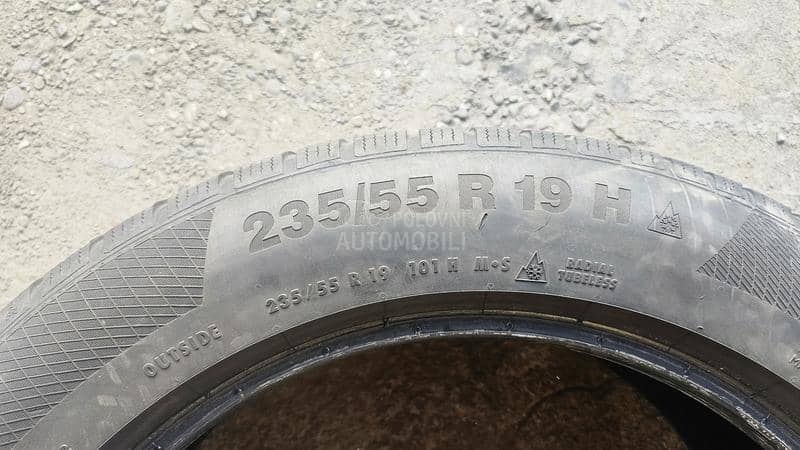 235/55 R 19 H
POLOVNI
AUTOMOBILI
235/55 R 19 101 H M+S RADIAL
TUBELESS
OUTSIDE